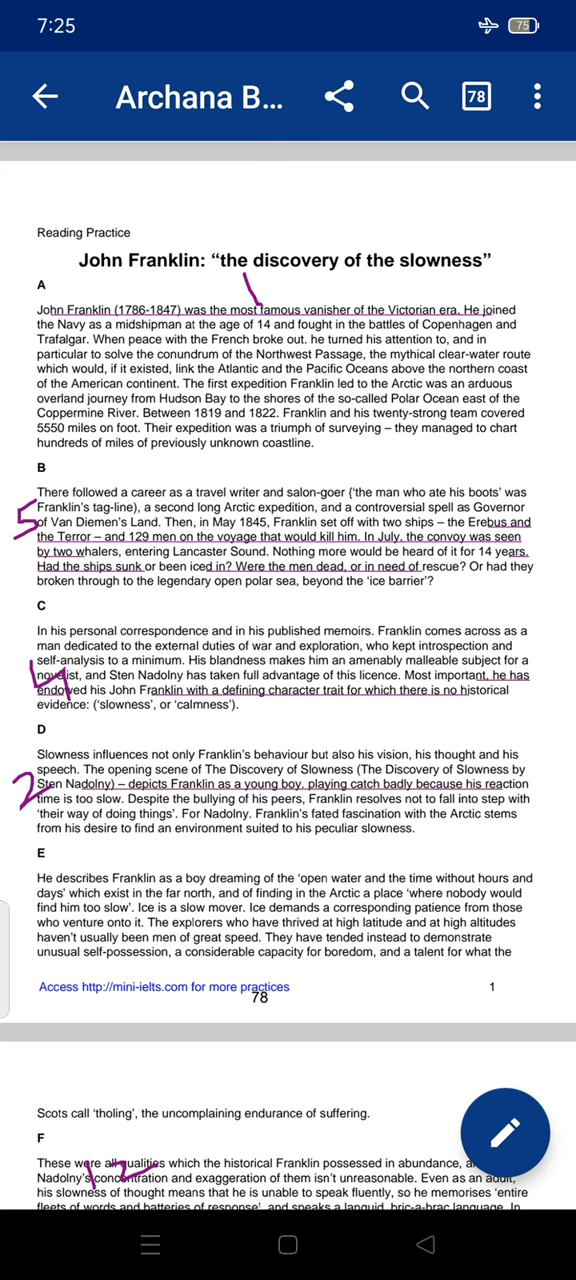 7:25
75
Archana B...
78
Reading Practice
John Franklin: “the discovery of the slowness”
A
John Franklin (1786-1847) was the most famous vanisher of the Victorian era. He joined
the Navy as a midshipman at the age of 14 and fought in the battles of Copenhagen and
Trafalgar. When peace with the French broke out. he turned his attention to, and in
particular to solve the conundrum of the Northwest Passage, the mythical clear-water route
which would, if it existed, link the Atlantic and the Pacific Oceans above the northern coast
of the American continent. The first expedition Franklin led to the Arctic was an arduous
overland journey from Hudson Bay to the shores of the so-called Polar Ocean east of the
Coppermine River. Between 1819 and 1822. Franklin and his twenty-strong team covered
5550 miles on foot. Their expedition was a triumph of surveying – they managed to chart
hundreds of miles of previously unknown coastline.
B
There followed a career as a travel writer and salon-goer {‘the man who ate his boots’ was
Franklin’s tag-line), a second long Arctic expedition, and a controversial spell as Governor
5
of Van Diemen’s Land. Then, in May 1845, Franklin set off with two ships – the Erebus and
the Terror – and 129 men on the voyage that would kill him. In July, the convoy was seen
by two whalers, entering Lancaster Sound. Nothing more would be heard of it for 14 years.
Had the ships sunk or been iced in? Were the men dead, or in need of rescue? Or had they
broken through to the legendary open polar sea, beyond the ‘ice barrier’?
C
In his personal correspondence and in his published memoirs. Franklin comes across as a
man dedicated to the external duties of war and exploration, who kept introspection and
self-analysis to a minimum. His blandness makes him an amenably malleable subject for a
4
novelist, and Sten Nadolny has taken full advantage of this licence. Most important, he has
endowed his John Franklin with a defining character trait for which there is no historical
evidence: (‘slowness’, or ‘calmness’).
D
Slowness influences not only Franklin’s behaviour but also his vision, his thought and his
speech. The opening scene of The Discovery of Slowness (The Discovery of Slowness by
2
Sten Nadolny) – depicts Franklin as a young boy. playing catch badly because his reaction
time is too slow. Despite the bullying of his peers, Franklin resolves not to fall into step with
‘their way of doing things’. For Nadolny. Franklin’s fated fascination with the Arctic stems
from his desire to find an environment suited to his peculiar slowness.
E
He describes Franklin as a boy dreaming of the ‘open water and the time without hours and
days’ which exist in the far north, and of finding in the Arctic a place ‘where nobody would
find him too slow’. Ice is a slow mover. Ice demands a corresponding patience from those
who venture onto it. The explorers who have thrived at high latitude and at high altitudes
haven’t usually been men of great speed. They have tended instead to demonstrate
unusual self-possession, a considerable capacity for boredom, and a talent for what the
Access http://mini-ielts.com for more practices 1
78
Scots call ‘tholing’, the uncomplaining endurance of suffering.
F
12
These were all qualities which the historical Franklin possessed in abundance,
Nadolny’s concentration and exaggeration of them isn’t unreasonable. Even as an adult,
his slowness of thought means that he is unable to speak fluently, so he memorises ‘entire
fleets of words and batteries of response’, and speaks a languid, bric-a-brac language. In